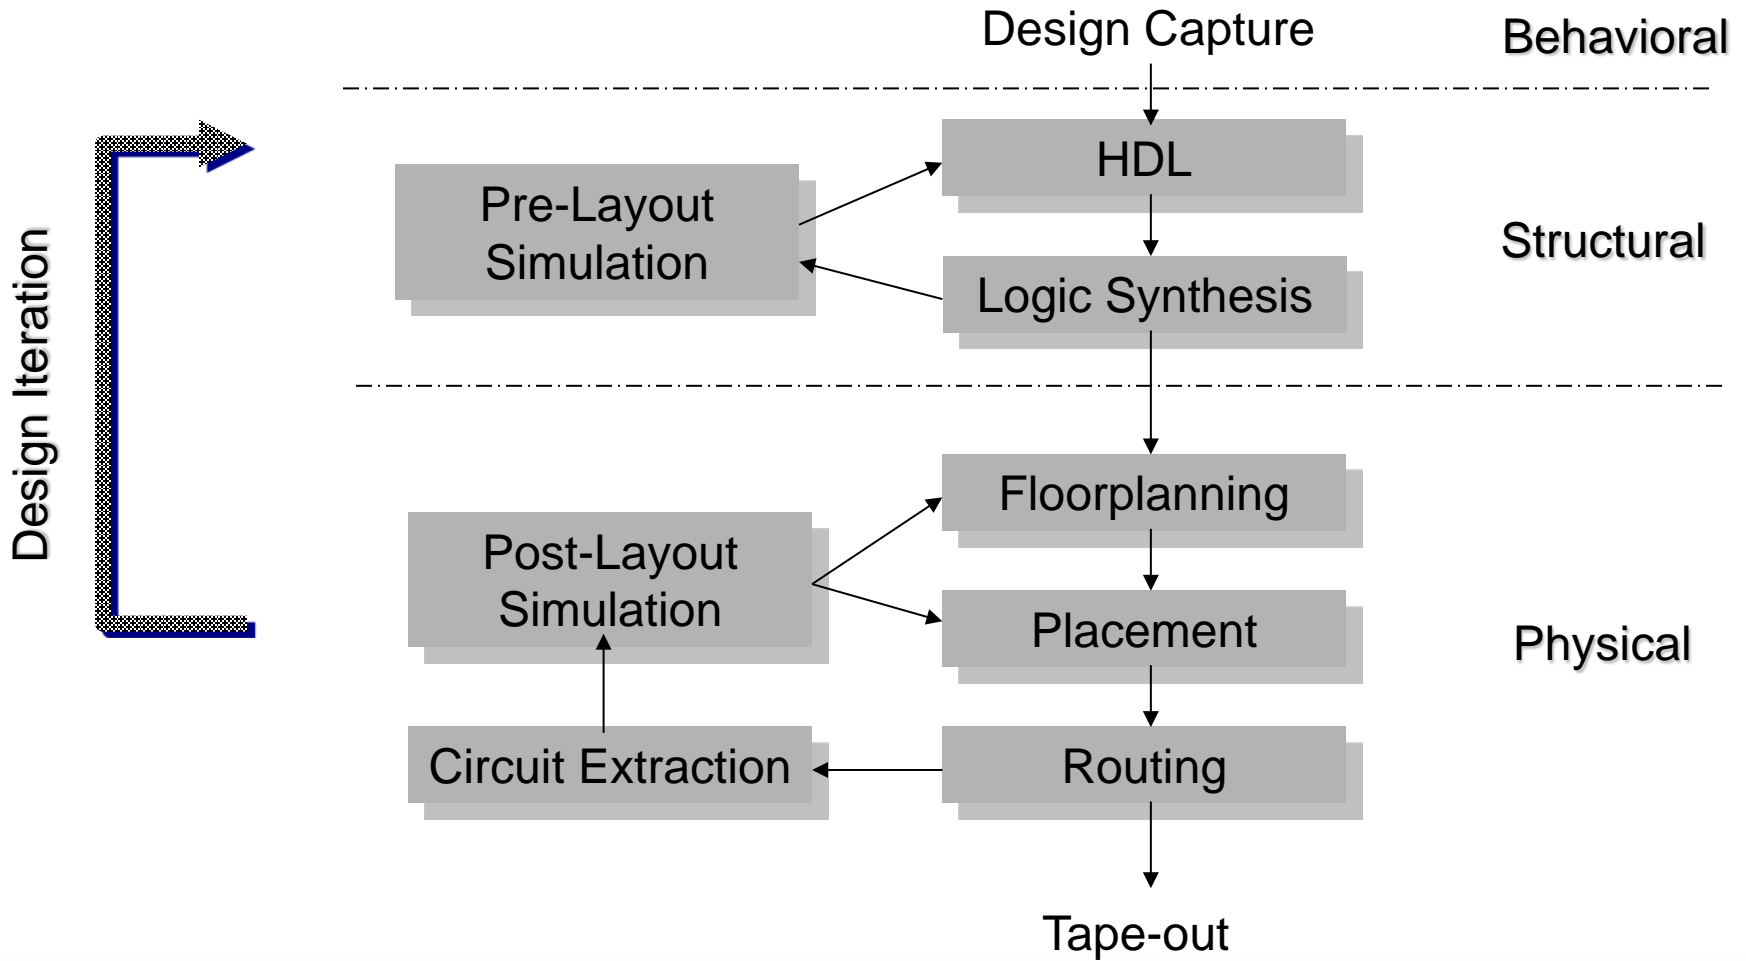 Design Capture
Behavioral
HDL
Pre-Layout
Simulation
Structural
Logic Synthesis
Design Iteration
Floorplanning
Post-Layout
Simulation
Placement
Physical
Circuit Extraction
Routing
Tape-out